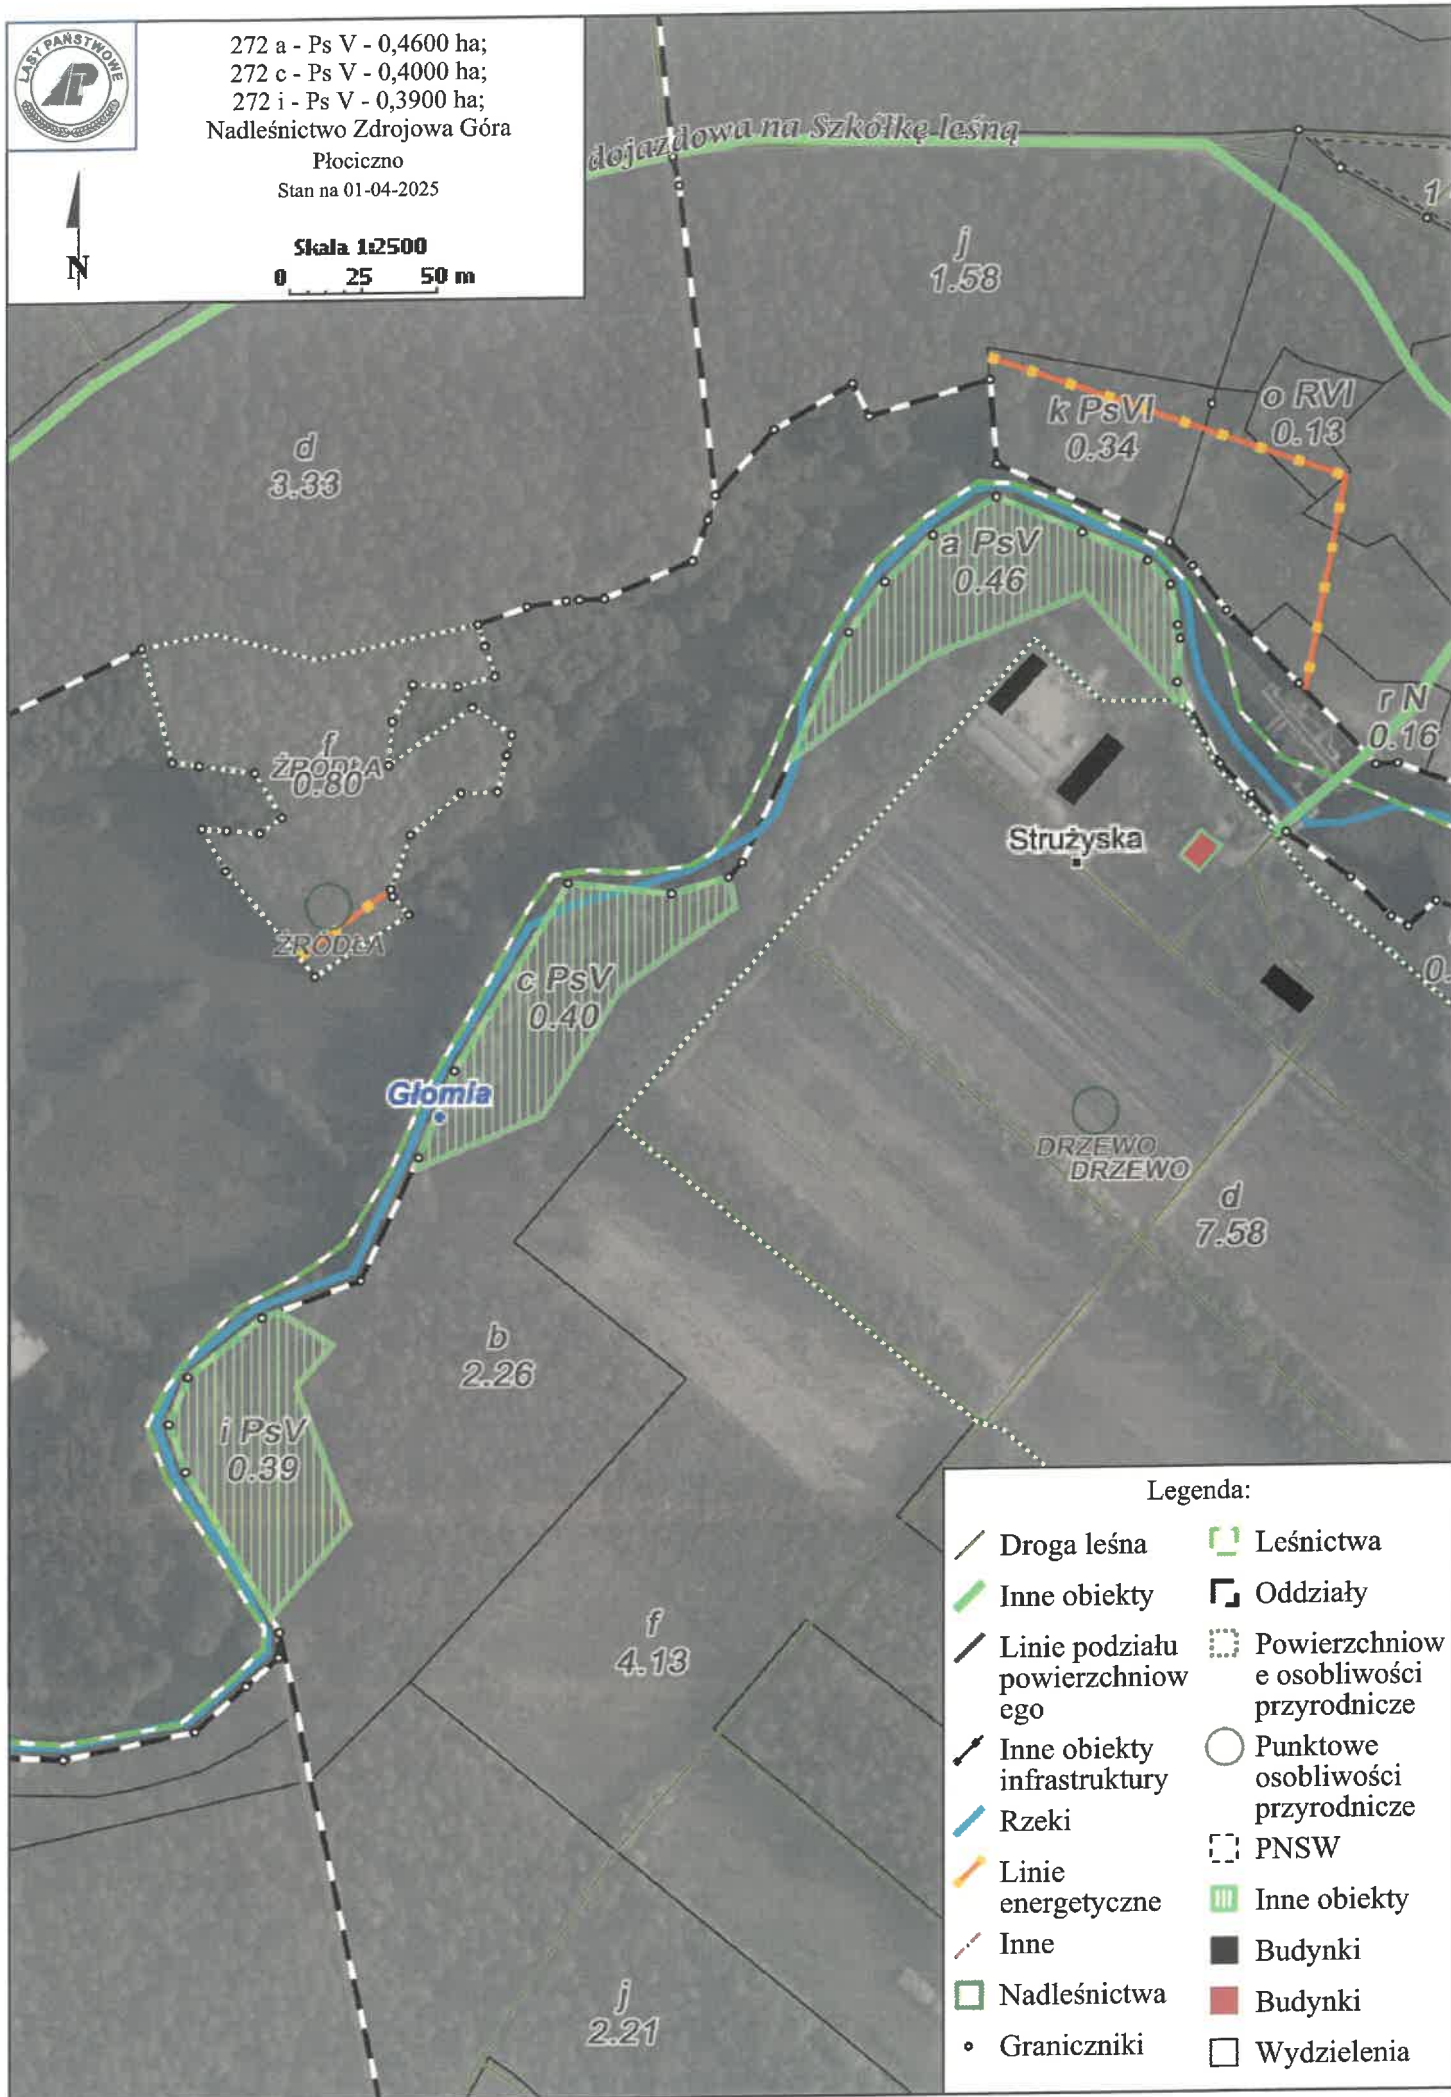 LASY PAŃSTWOWE
272 a - Ps V - 0,4600 ha;
272 c - Ps V - 0,4000 ha;
272 i - Ps V - 0,3900 ha;
Nadleśnictwo Zdrojowa Góra
Płociczno
Stan na 01-04-2025
Skala 1:2500
0 25 50 m
N
dojazdowa na Szkółkę leśną
1
j
1.58
k PsVI
0.34
o RVI
0.13
d
3.33
a PsV
0.46
r N
0.16
f
ŹRÓDŁA
0.80
Strużyska
ŹRÓDŁA
0.
c PsV
0.40
Głomia
DRZEWO
DRZEWO
d
7.58
b
2.26
i PsV
0.39
f
4.13
j
2.21
Legenda:
Droga leśna
Inne obiekty
Linie podziału
powierzchniow
ego
Inne obiekty
infrastruktury
Rzeki
Linie
energetyczne
Inne
Nadleśnictwa
Graniczniki
Leśnictwa
Oddziały
Powierzchniow
e osobliwości
przyrodnicze
Punktowe
osobliwości
przyrodnicze
PNSW
Inne obiekty
Budynki
Budynki
Wydzielenia